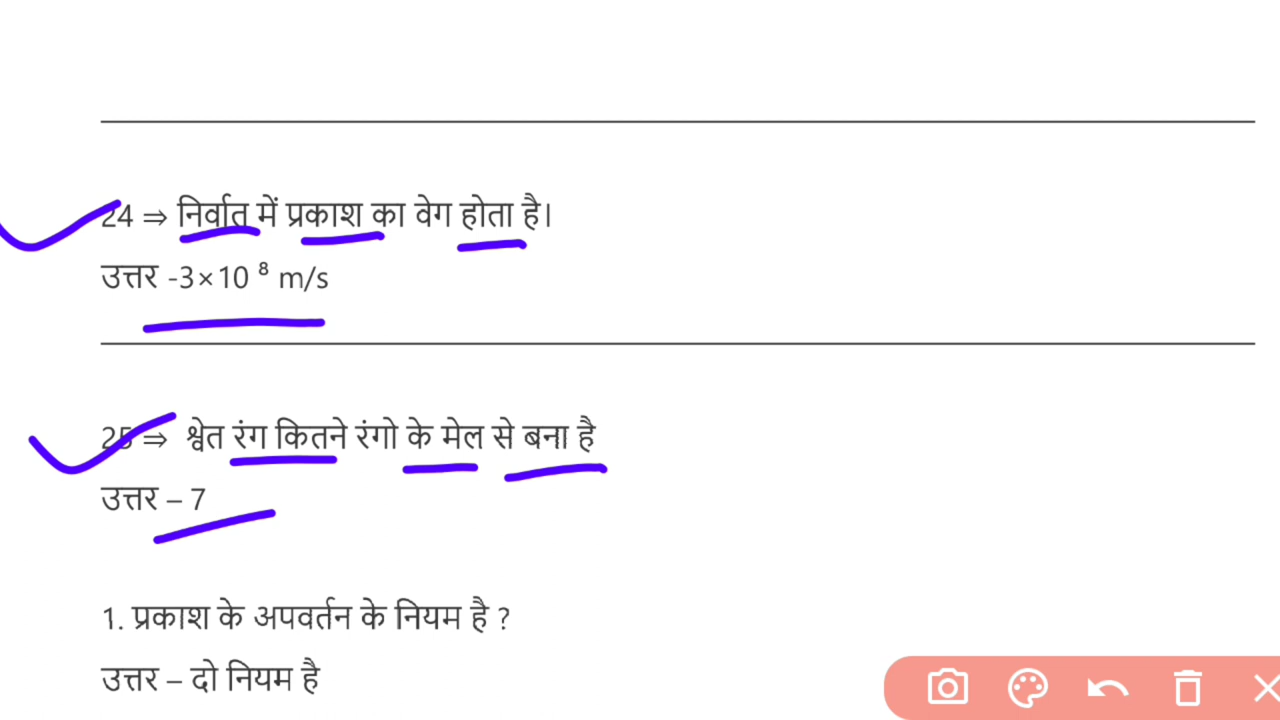 24 ⇒ निर्वात में प्रकाश का वेग होता है।
उत्तर -3×10 ⁸ m/s
25 ⇒ श्वेत रंग कितने रंगो के मेल से बना है
उत्तर – 7
1. प्रकाश के अपवर्तन के नियम है ?
उत्तर – दो नियम है